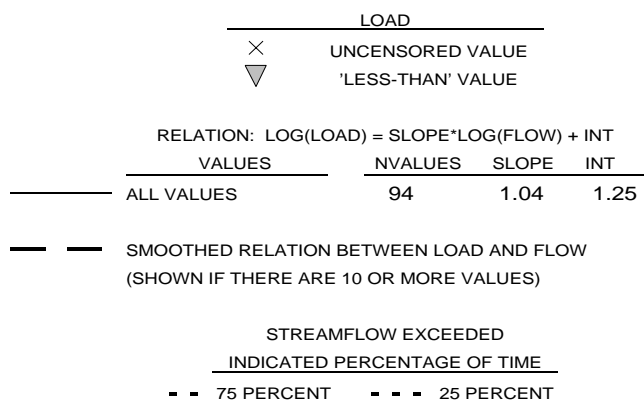 LOAD
UNCENSORED VALUE
'LESS-THAN' VALUE
RELATION: LOG(LOAD) = SLOPE*LOG(FLOW) + INT
VALUES NVALUES SLOPE INT
ALL VALUES 94 1.04 1.25
SMOOTHED RELATION BETWEEN LOAD AND FLOW
(SHOWN IF THERE ARE 10 OR MORE VALUES)
STREAMFLOW EXCEEDED
INDICATED PERCENTAGE OF TIME
75 PERCENT 25 PERCENT